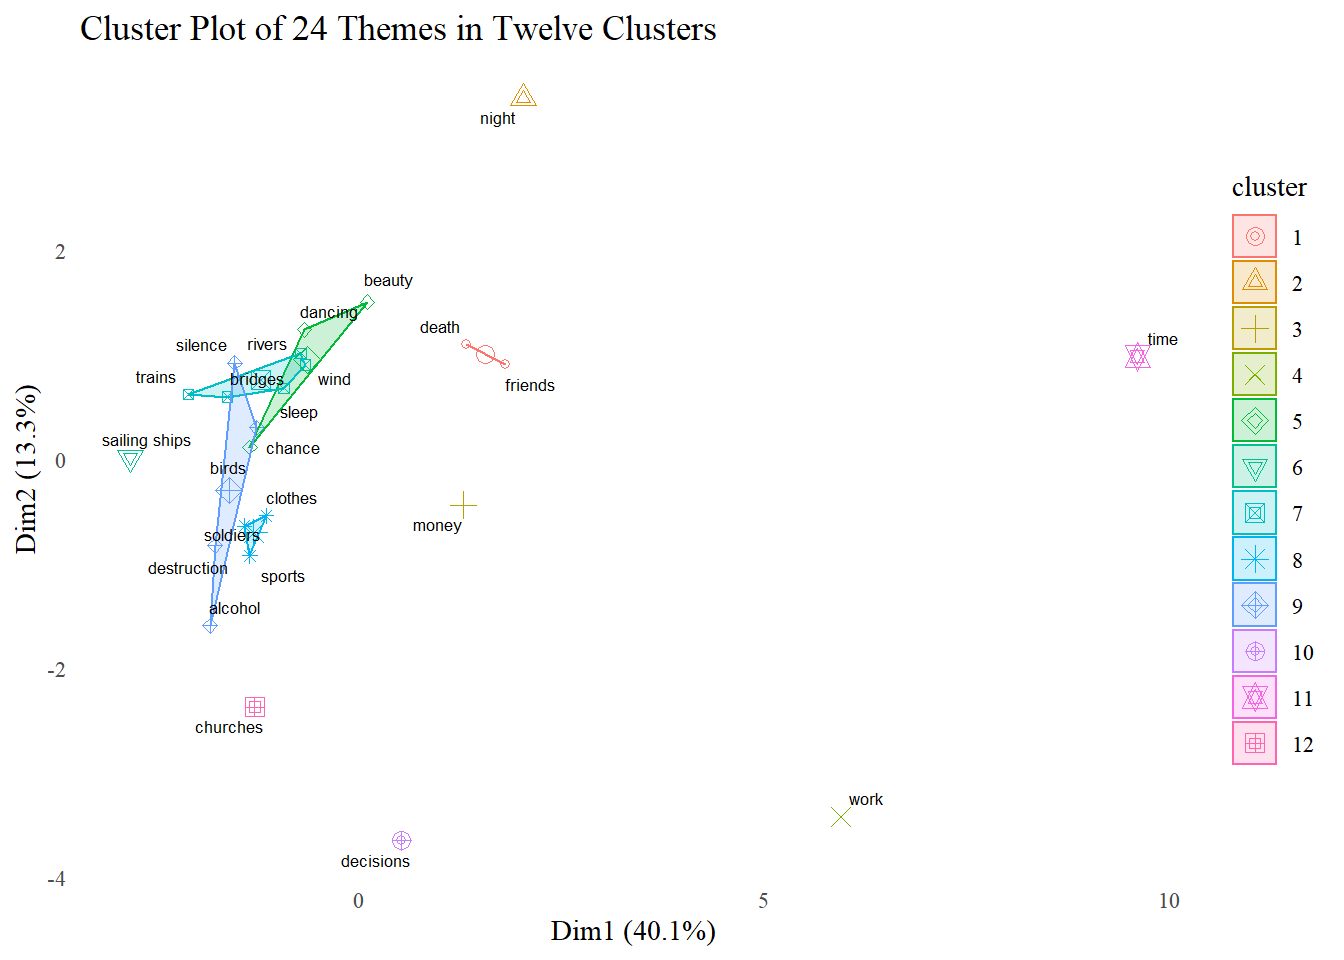 Cluster Plot of 24 Themes in Twelve Clusters
night
cluster
1
2
3
4
5
6
7
8
9
10
11
12
2
0
-2
-4
beauty
dancing
death
silence
rivers
time
trains
bridges
wind
friends
sleep
sailing ships
chance
birds
clothes
money
soldiers
destruction
sports
alcohol
churches
work
decisions
Dim2 (13.3%)
0
5
10
Dim1 (40.1%)